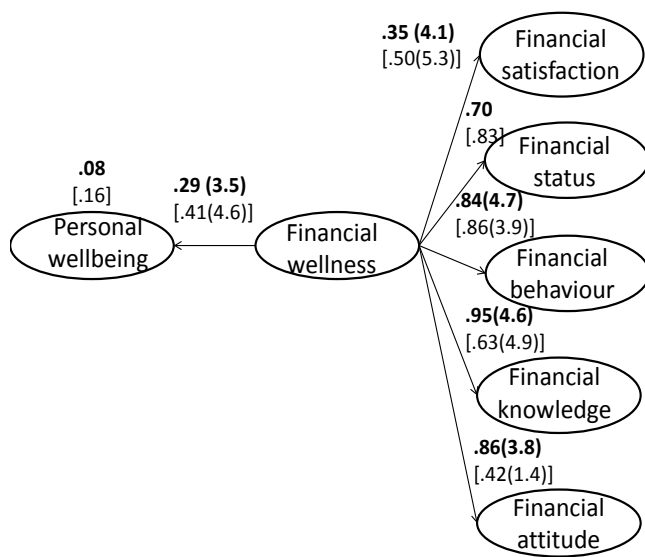 .35 (4.1)
[.50(5.3)]
Financial
satisfaction
.70
[.83]
Financial
status
.08
[.16]
.29 (3.5)
[.41(4.6)]
Personal
wellbeing
Financial
wellness
.84(4.7)
[.86(3.9)]
Financial
behaviour
.95(4.6)
[.63(4.9)]
Financial
knowledge
.86(3.8)
[.42(1.4)]
Financial
attitude